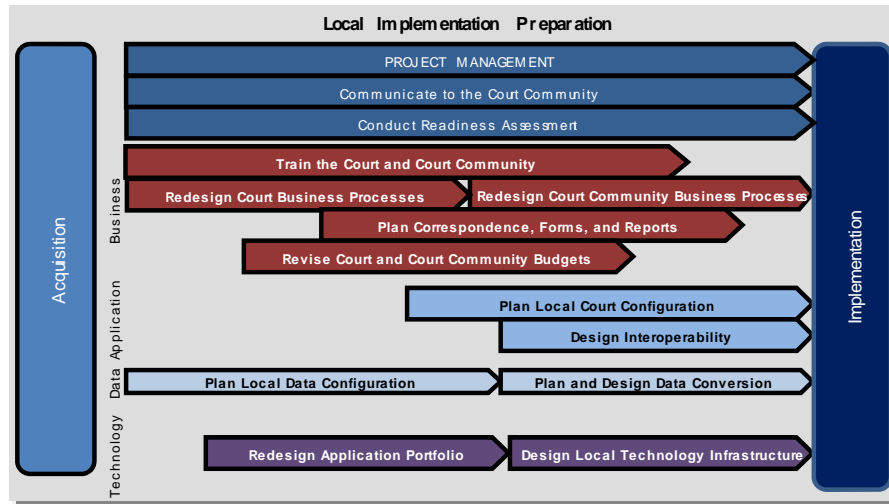 Local Implementation Preparation
Acquisition
PROJECT MANAGEMENT
Communicate to the Court Community
Conduct Readiness Assessment
Business
Train the Court and Court Community
Redesign Court Business Processes
Redesign Court Community Business Processes
Plan Correspondence, Forms, and Reports
Revise Court and Court Community Budgets
Application
Plan Local Court Configuration
Design Interoperability
Data
Plan Local Data Configuration
Plan and Design Data Conversion
Technology
Redesign Application Portfolio
Design Local Technology Infrastructure
Implementation